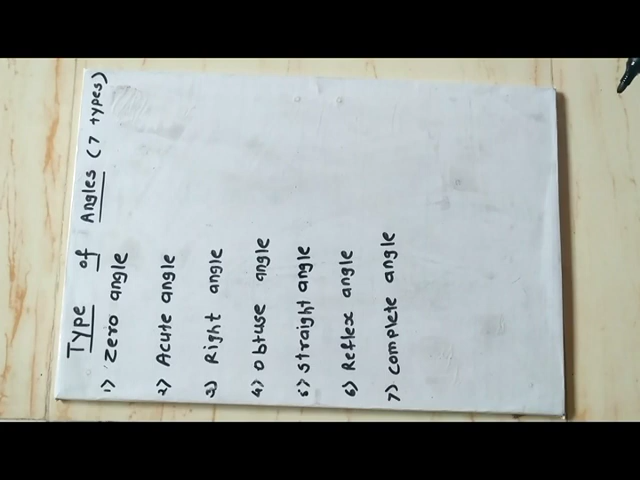 Type of Angles (7 types)
1) Zero angle
2) Acute angle
3) Right angle
4) Obtuse angle
5) Straight angle
6) Reflex angle
7) Complete angle